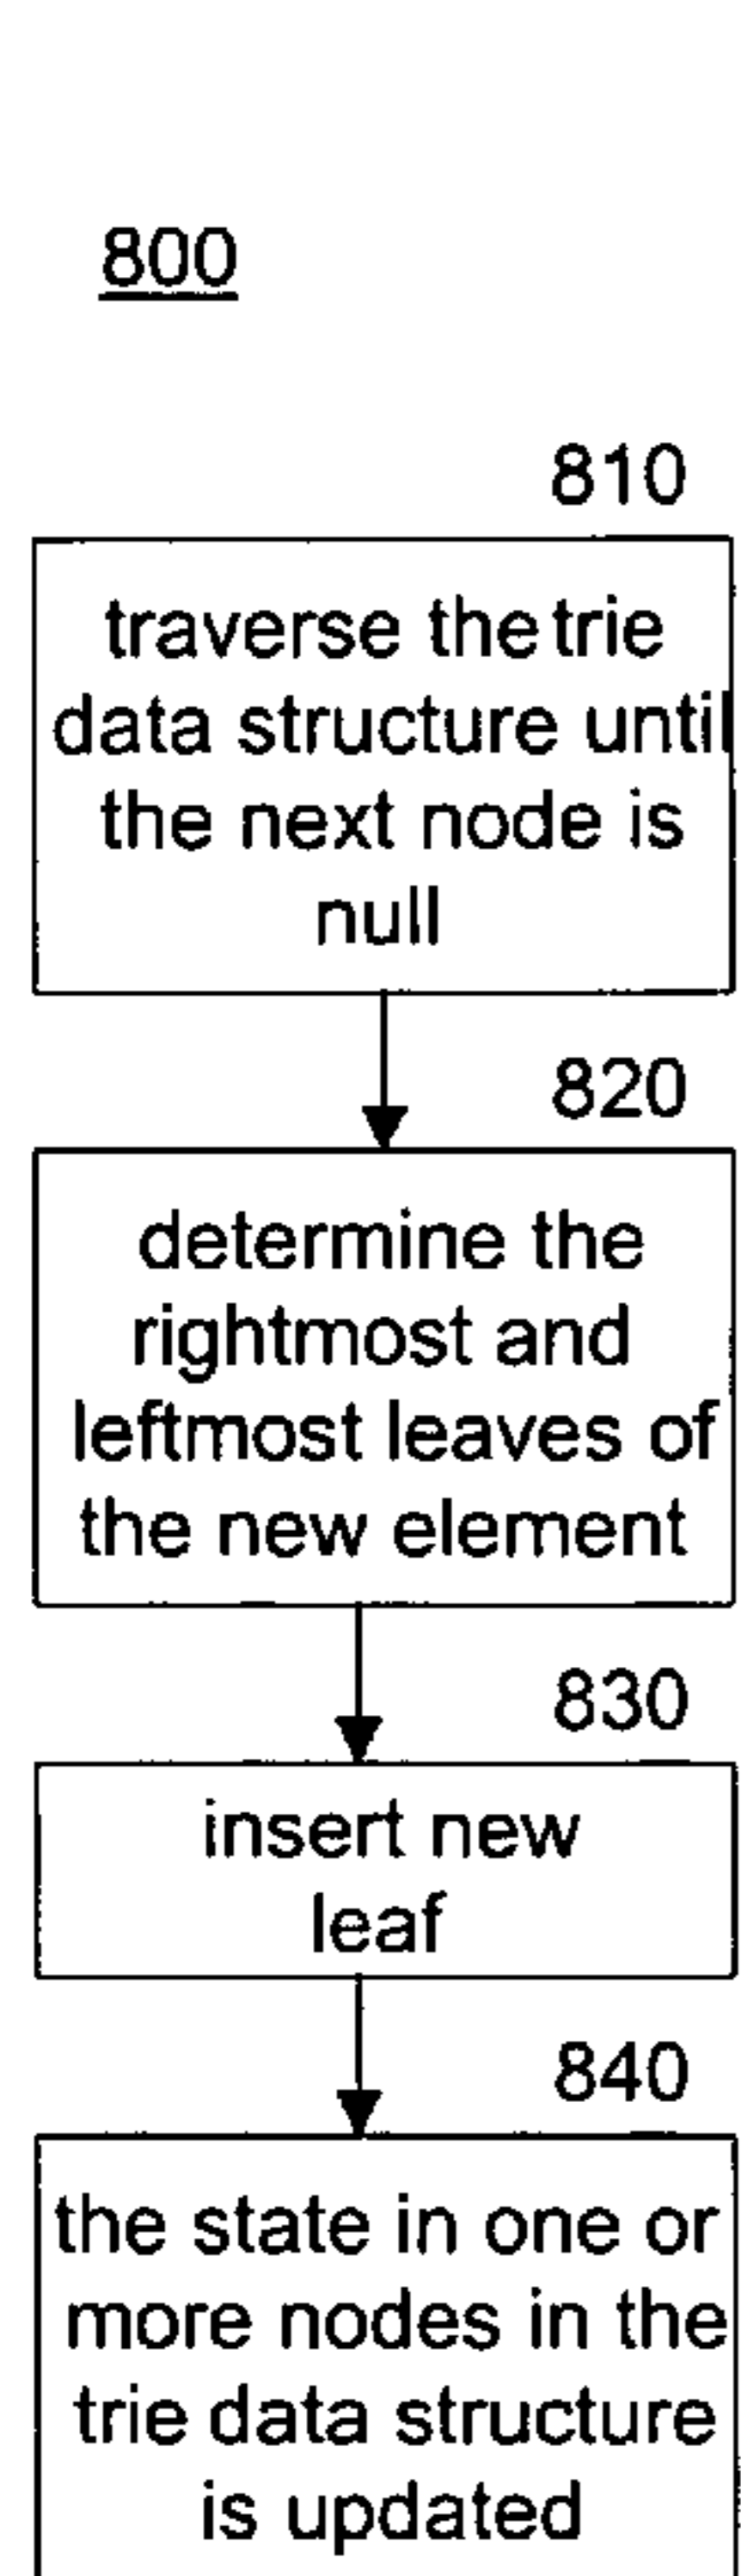 800
810
traverse the trie
data structure until
the next node is
null
820
determine the
rightmost and
leftmost leaves of
the new element
830
insert new
leaf
840
the state in one or
more nodes in the
trie data structure
is updated